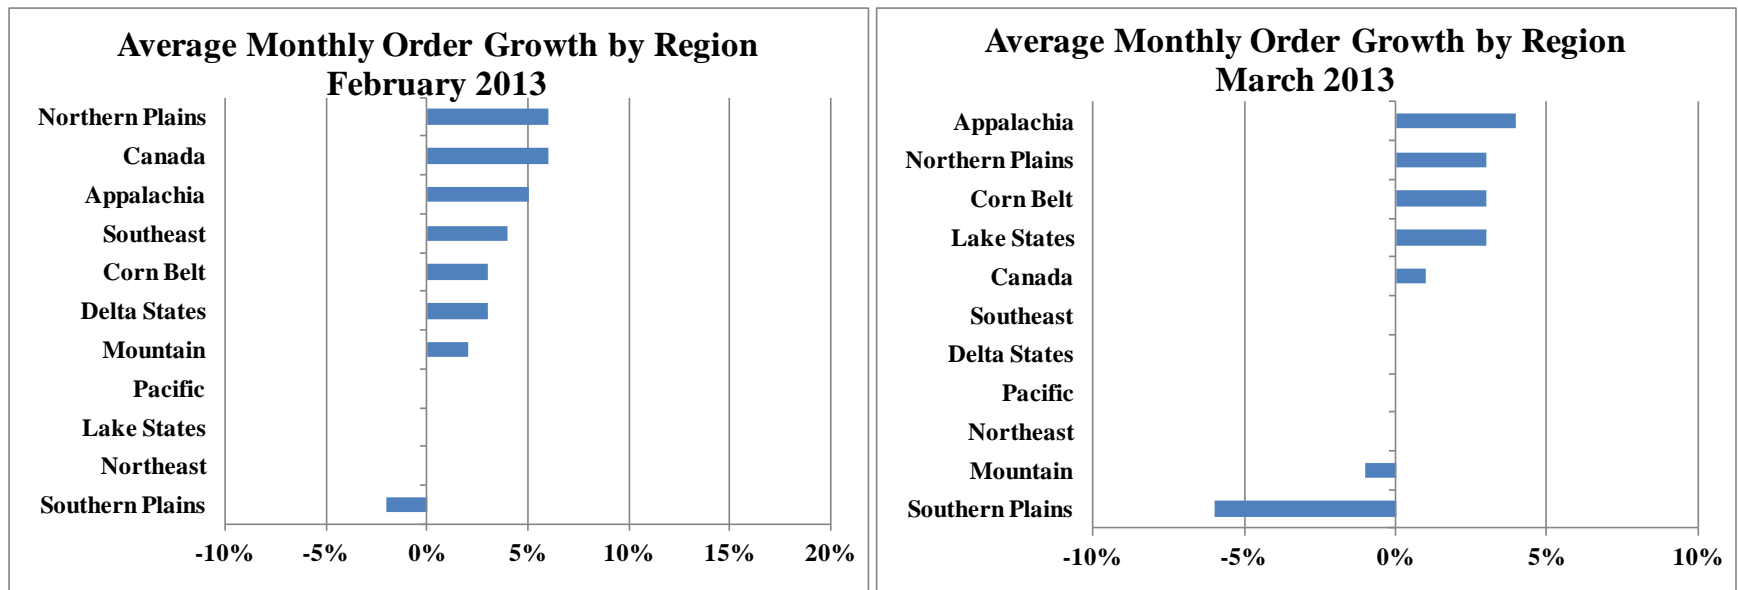 Average Monthly Order Growth by Region
February 2013
Northern Plains
Canada
Appalachia
Southeast
Corn Belt
Delta States
Mountain
Pacific
Lake States
Northeast
Southern Plains
-10% -5% 0% 5% 10% 15% 20%
Average Monthly Order Growth by Region
March 2013
Appalachia
Northern Plains
Corn Belt
Lake States
Canada
Southeast
Delta States
Pacific
Northeast
Mountain
Southern Plains
-10% -5% 0% 5% 10%